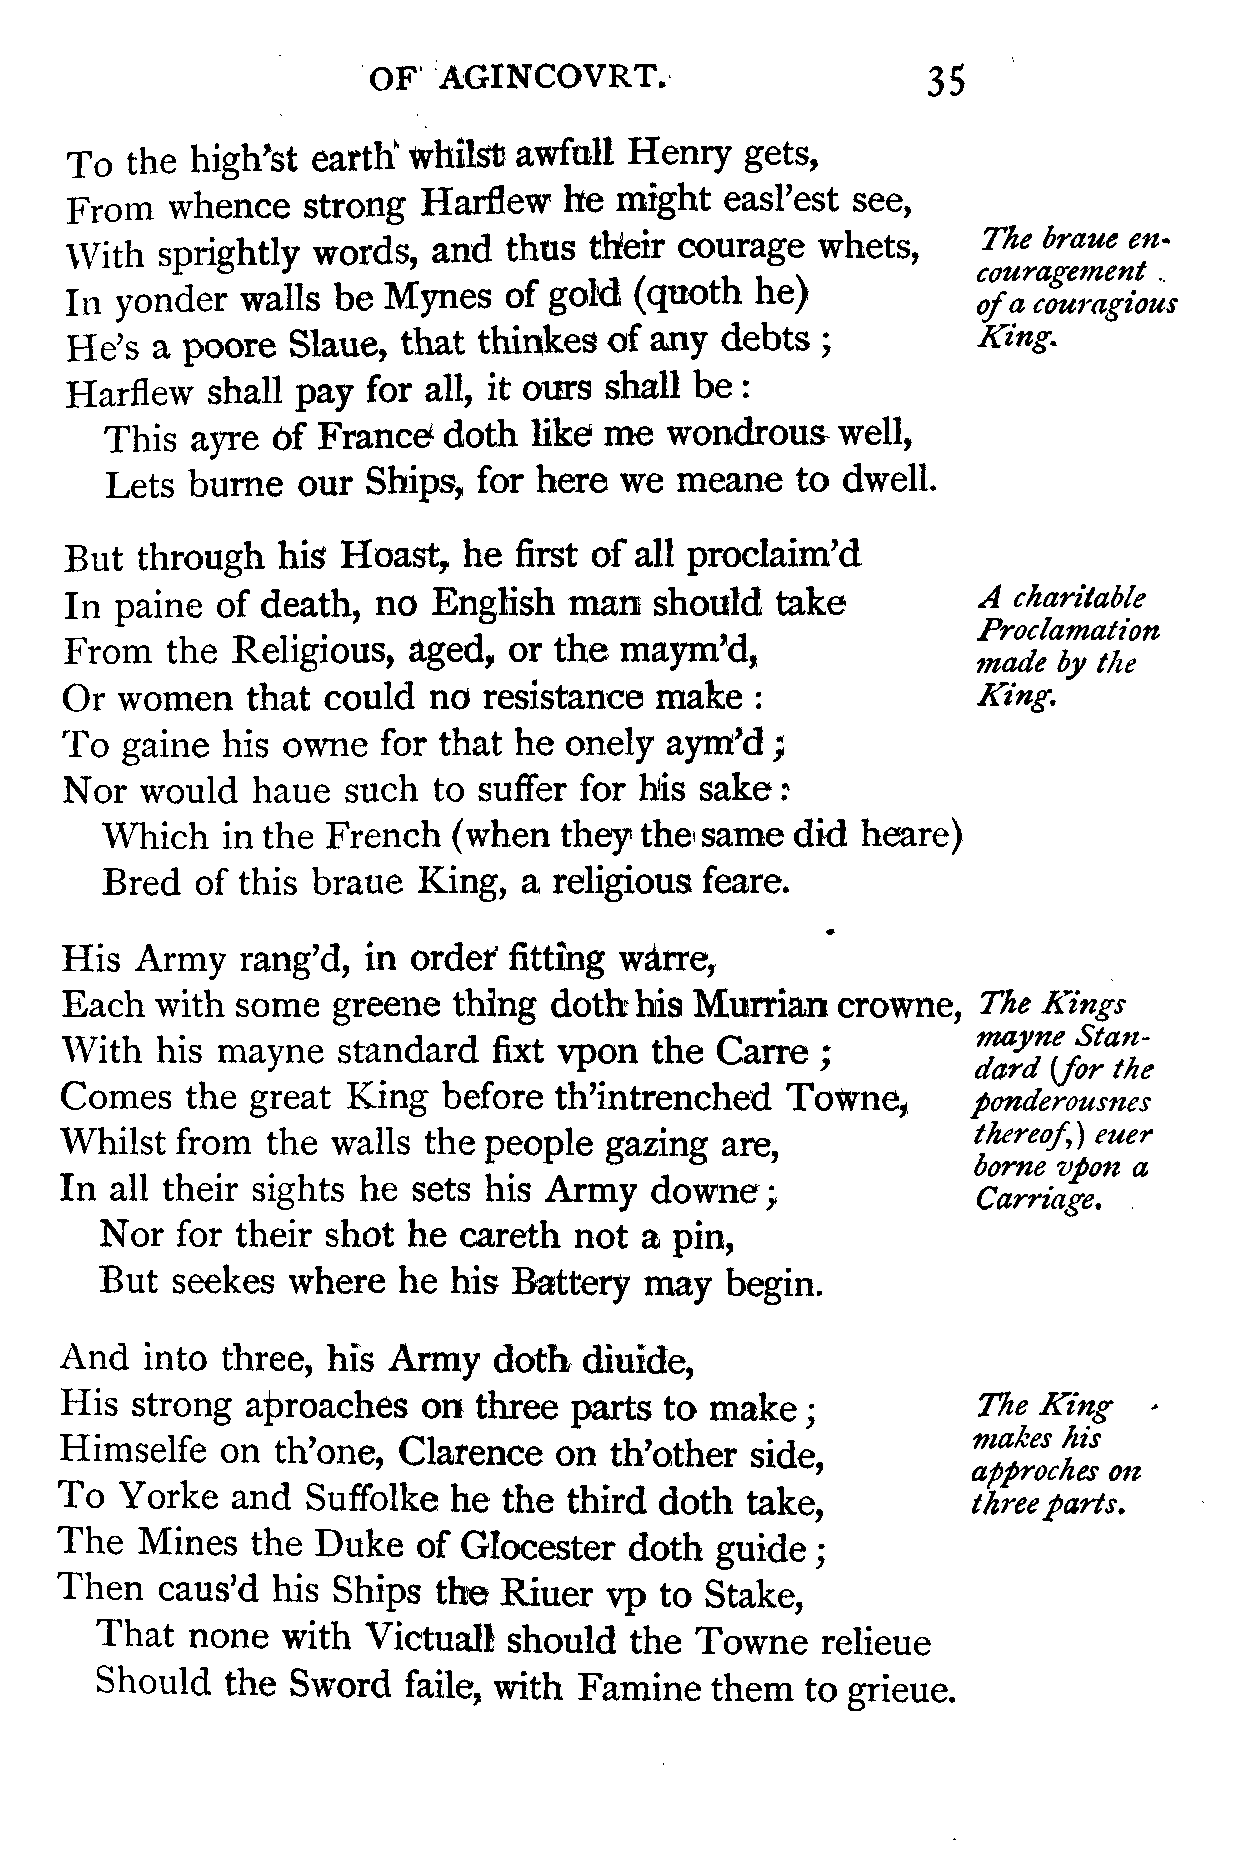 OF AGINCOVRT. 35
To the high'st earth whilst awfull Henry gets,
From whence strong Harflew he might easl'est see,
With sprightly words, and thus their courage whets,
In yonder walls be Mynes of gold (quoth he)
He's a poore Slaue, that thinkes of any debts ;
Harflew shall pay for all, it ours shall be :
This ayre of France doth like me wondrous well,
Lets burne our Ships, for here we meane to dwell.
The braue en-
couragement
of a couragious
King.
But through his Hoast, he first of all proclaim'd
In paine of death, no English man should take
From the Religious, aged, or the maym'd,
Or women that could no resistance make :
To gaine his owne for that he onely aym'd ;
Nor would haue such to suffer for his sake :
Which in the French (when they the same did heare)
Bred of this braue King, a religious feare.
A charitable
Proclamation
made by the
King.
His Army rang'd, in order fitting warre,
Each with some greene thing doth his Murrian crowne,
With his mayne standard fixt vpon the Carre ;
Comes the great King before th'intrenched Towne,
Whilst from the walls the people gazing are,
In all their sights he sets his Army downe ;
Nor for their shot he careth not a pin,
But seekes where he his Battery may begin.
The Kings
mayne Stan-
dard (for the
ponderousnes
thereof,) euer
borne vpon a
Carriage.
And into three, his Army doth diuide,
His strong aproaches on three parts to make ;
Himselfe on th'one, Clarence on th'other side,
To Yorke and Suffolke he the third doth take,
The Mines the Duke of Glocester doth guide ;
Then caus'd his Ships the Riuer vp to Stake,
That none with Victuall should the Towne relieue
Should the Sword faile, with Famine them to grieue.
The King
makes his
approches on
three parts.